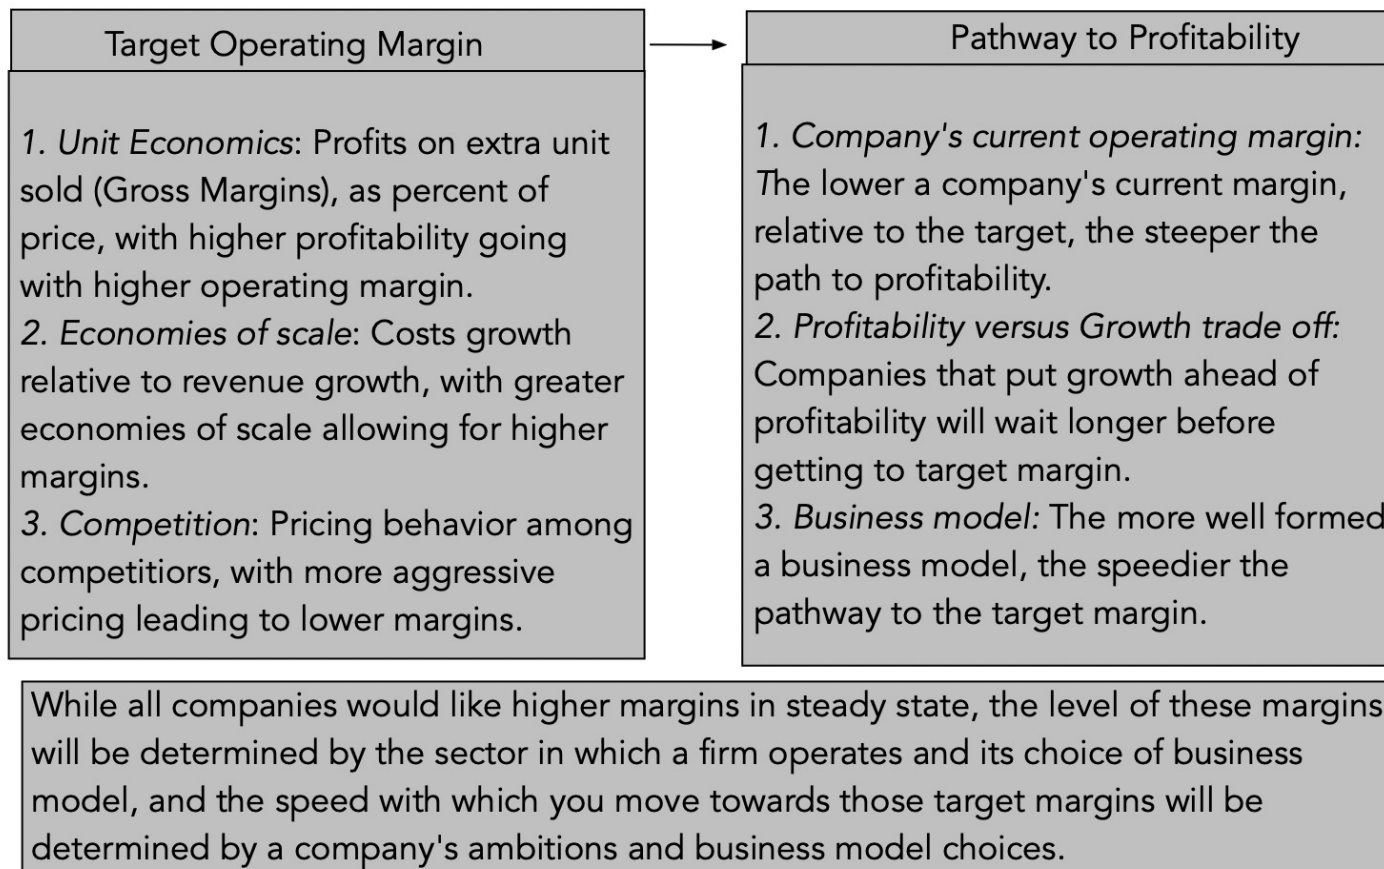 Target Operating Margin
1. Unit Economics: Profits on extra unit
sold (Gross Margins), as percent of
price, with higher profitability going
with higher operating margin.
2. Economies of scale: Costs growth
relative to revenue growth, with greater
economies of scale allowing for higher
margins.
3. Competition: Pricing behavior among
competitiors, with more aggressive
pricing leading to lower margins.
Pathway to Profitability
1. Company's current operating margin:
The lower a company's current margin,
relative to the target, the steeper the
path to profitability.
2. Profitability versus Growth trade off:
Companies that put growth ahead of
profitability will wait longer before
getting to target margin.
3. Business model: The more well formed
a business model, the speedier the
pathway to the target margin.
While all companies would like higher margins in steady state, the level of these margins
will be determined by the sector in which a firm operates and its choice of business
model, and the speed with which you move towards those target margins will be
determined by a company's ambitions and business model choices.